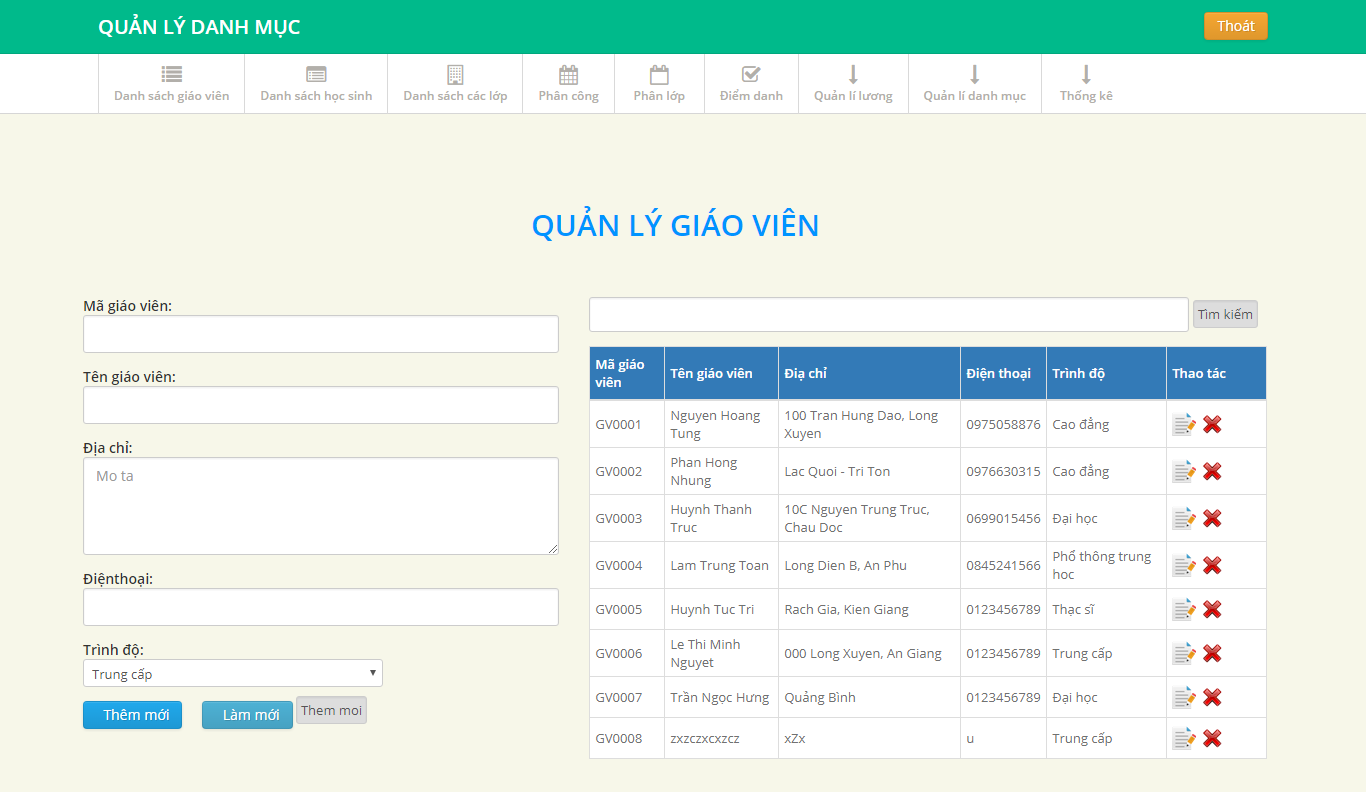 QUẢN LÝ DANH MỤC
Thoát
Danh sách giáo viên
Danh sách học sinh
Danh sách các lớp
Phân công
Phân lớp
Điểm danh
Quản lí lương
Quản lí danh mục
Thống kê
QUẢN LÝ GIÁO VIÊN
Mã giáo viên:
Tên giáo viên:
Địa chỉ:
Mo ta
Điệnthoại:
Trình độ:
Trung cấp
Thêm mới
Làm mới
Them moi
Tìm kiếm
Mã giáo
viên
Tên giáo viên
Địa chỉ
Điện thoại
Trình độ
Thao tác
GV0001
Nguyen Hoang
Tung
100 Tran Hung Dao, Long
Xuyen
0975058876
Cao đẳng
GV0002
Phan Hong
Nhung
Lac Quoi - Tri Ton
0976630315
Cao đẳng
GV0003
Huynh Thanh
Truc
10C Nguyen Trung Truc,
Chau Doc
0699015456
Đại học
GV0004
Lam Trung Toan
Long Dien B, An Phu
0845241566
Phổ thông trung
học
GV0005
Huynh Tuc Tri
Rach Gia, Kien Giang
0123456789
Thạc sĩ
GV0006
Le Thi Minh
Nguyet
000 Long Xuyen, An Giang
0123456789
Trung cấp
GV0007
Trần Ngọc Hưng
Quảng Bình
0123456789
Đại học
GV0008
zxzczxcxzcz
xZx
u
Trung cấp